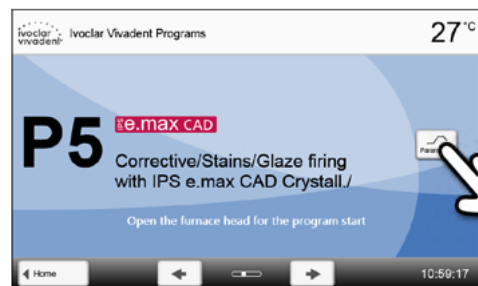 ivoclar vivadent Ivoclar Vivadent Programs 27°C
P5
IPS e.max CAD
Corrective/Stains/Glaze firing
with IPS e.max CAD Crystall./
Open the furnace head for the program start
Home 10:59:17